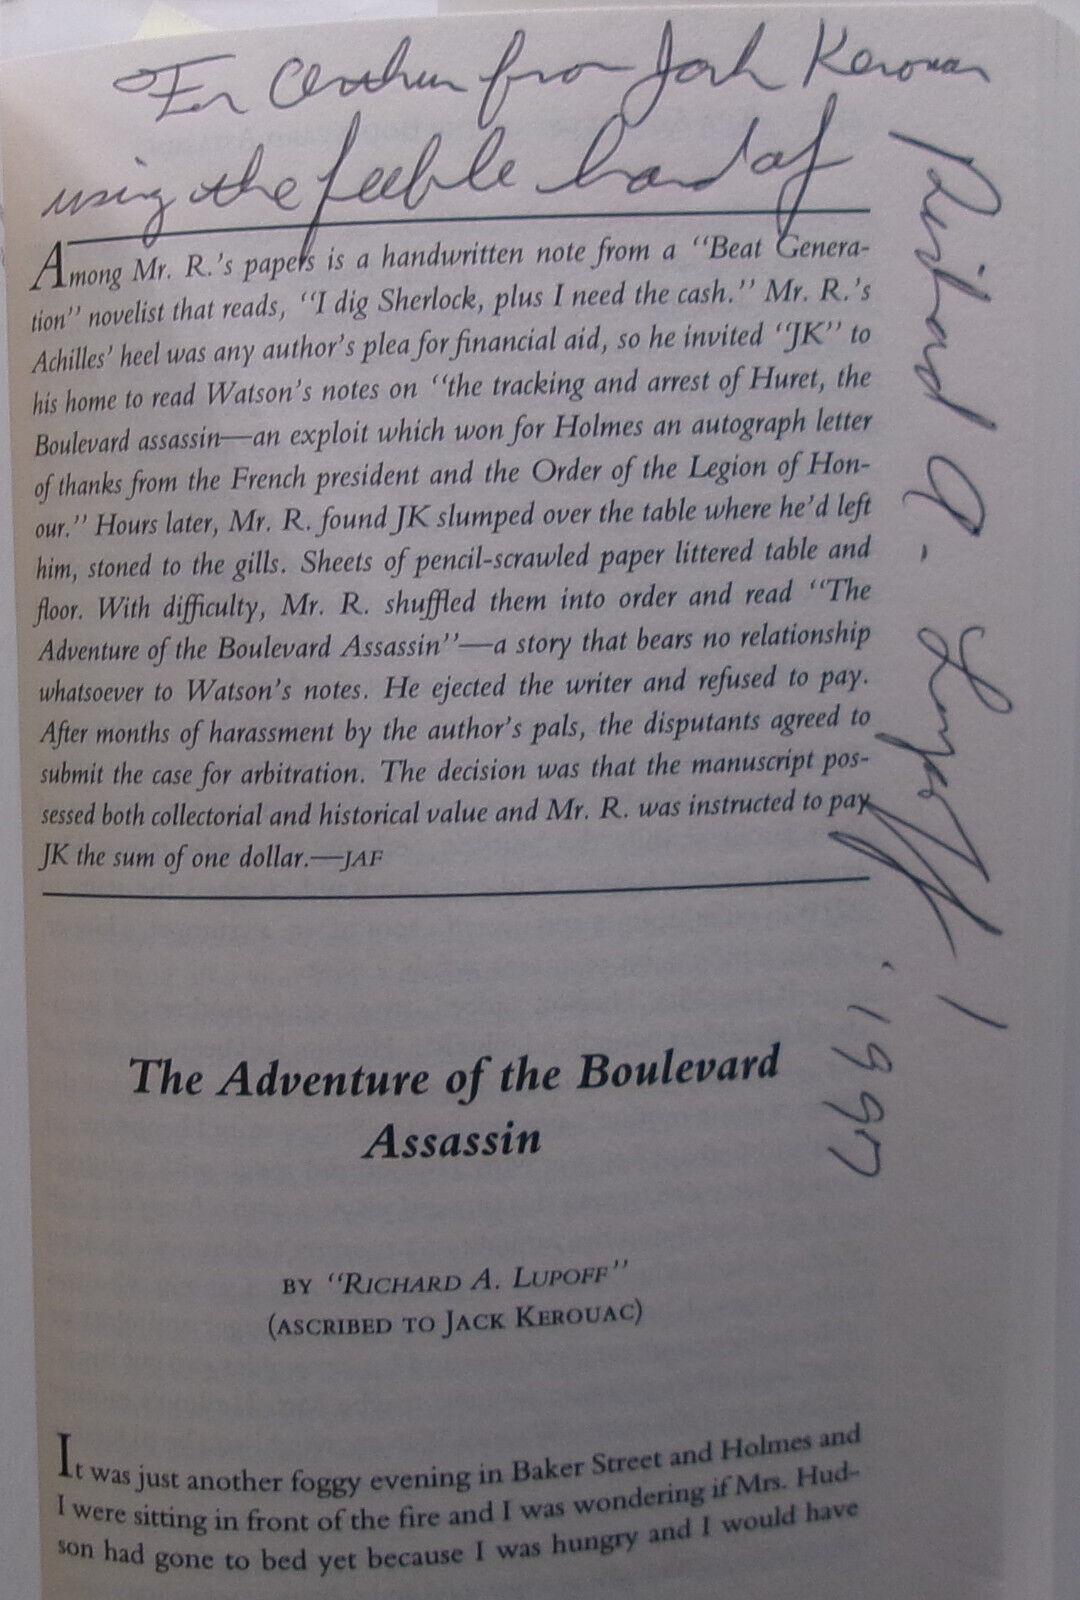 For Arthur from Jack Kerouac
using the feeble hand of
Richard A. Lupoff!
'1997
Among Mr. R.'s papers is a handwritten note from a "Beat Genera-
tion" novelist that reads, "I dig Sherlock, plus I need the cash." Mr. R.'s
Achilles' heel was any author's plea for financial aid, so he invited "JK" to
his home to read Watson's notes on "the tracking and arrest of Huret, the
Boulevard assassin—an exploit which won for Holmes an autograph letter
of thanks from the French president and the Order of the Legion of Hon-
our." Hours later, Mr. R. found JK slumped over the table where he'd left
him, stoned to the gills. Sheets of pencil-scrawled paper littered table and
floor. With difficulty, Mr. R. shuffled them into order and read "The
Adventure of the Boulevard Assassin"—a story that bears no relationship
whatsoever to Watson's notes. He ejected the writer and refused to pay.
After months of harassment by the author's pals, the disputants agreed to
submit the case for arbitration. The decision was that the manuscript pos-
sessed both collectorial and historical value and Mr. R. was instructed to pay
JK the sum of one dollar.—JAF
The Adventure of the Boulevard
Assassin
BY "RICHARD A. LUPOFF"
(ASCRIBED TO JACK KEROUAC)
It was just another foggy evening in Baker Street and Holmes and
I were sitting in front of the fire and I was wondering if Mrs. Hud-
son had gone to bed yet because I was hungry and I would have